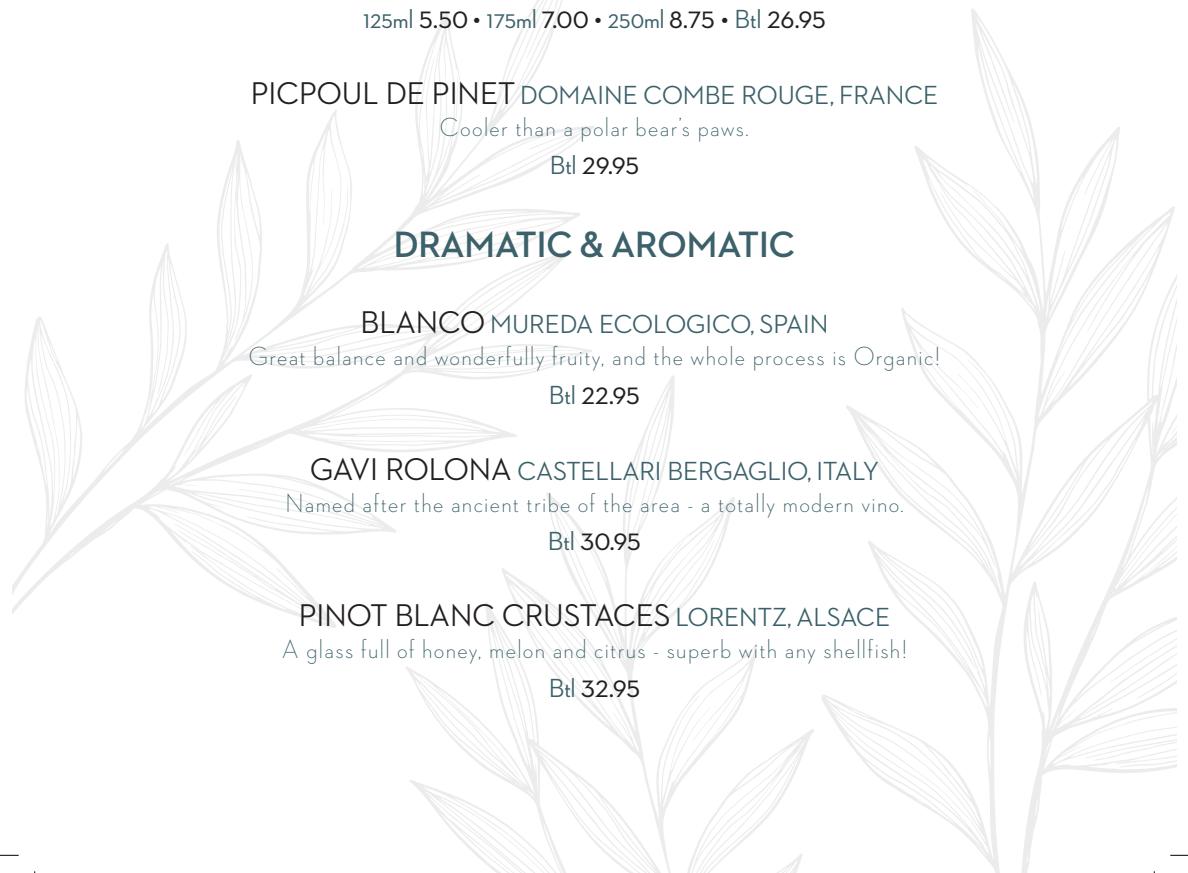 125ml 5.50 • 175ml 7.00 • 250ml 8.75 • Btl 26.95
PICPOUL DE PINET DOMAINE COMBE ROUGE, FRANCE
Cooler than a polar bear's paws.
Btl 29.95
DRAMATIC & AROMATIC
BLANCO MUREDA ECOLOGICO, SPAIN
Great balance and wonderfully fruity, and the whole process is Organic!
Btl 22.95
GAVI ROLONA CASTELLARI BERGAGLIO, ITALY
Named after the ancient tribe of the area - a totally modern vino.
Btl 30.95
PINOT BLANC CRUSTACES LORENTZ, ALSACE
A glass full of honey, melon and citrus - superb with any shellfish!
Btl 32.95